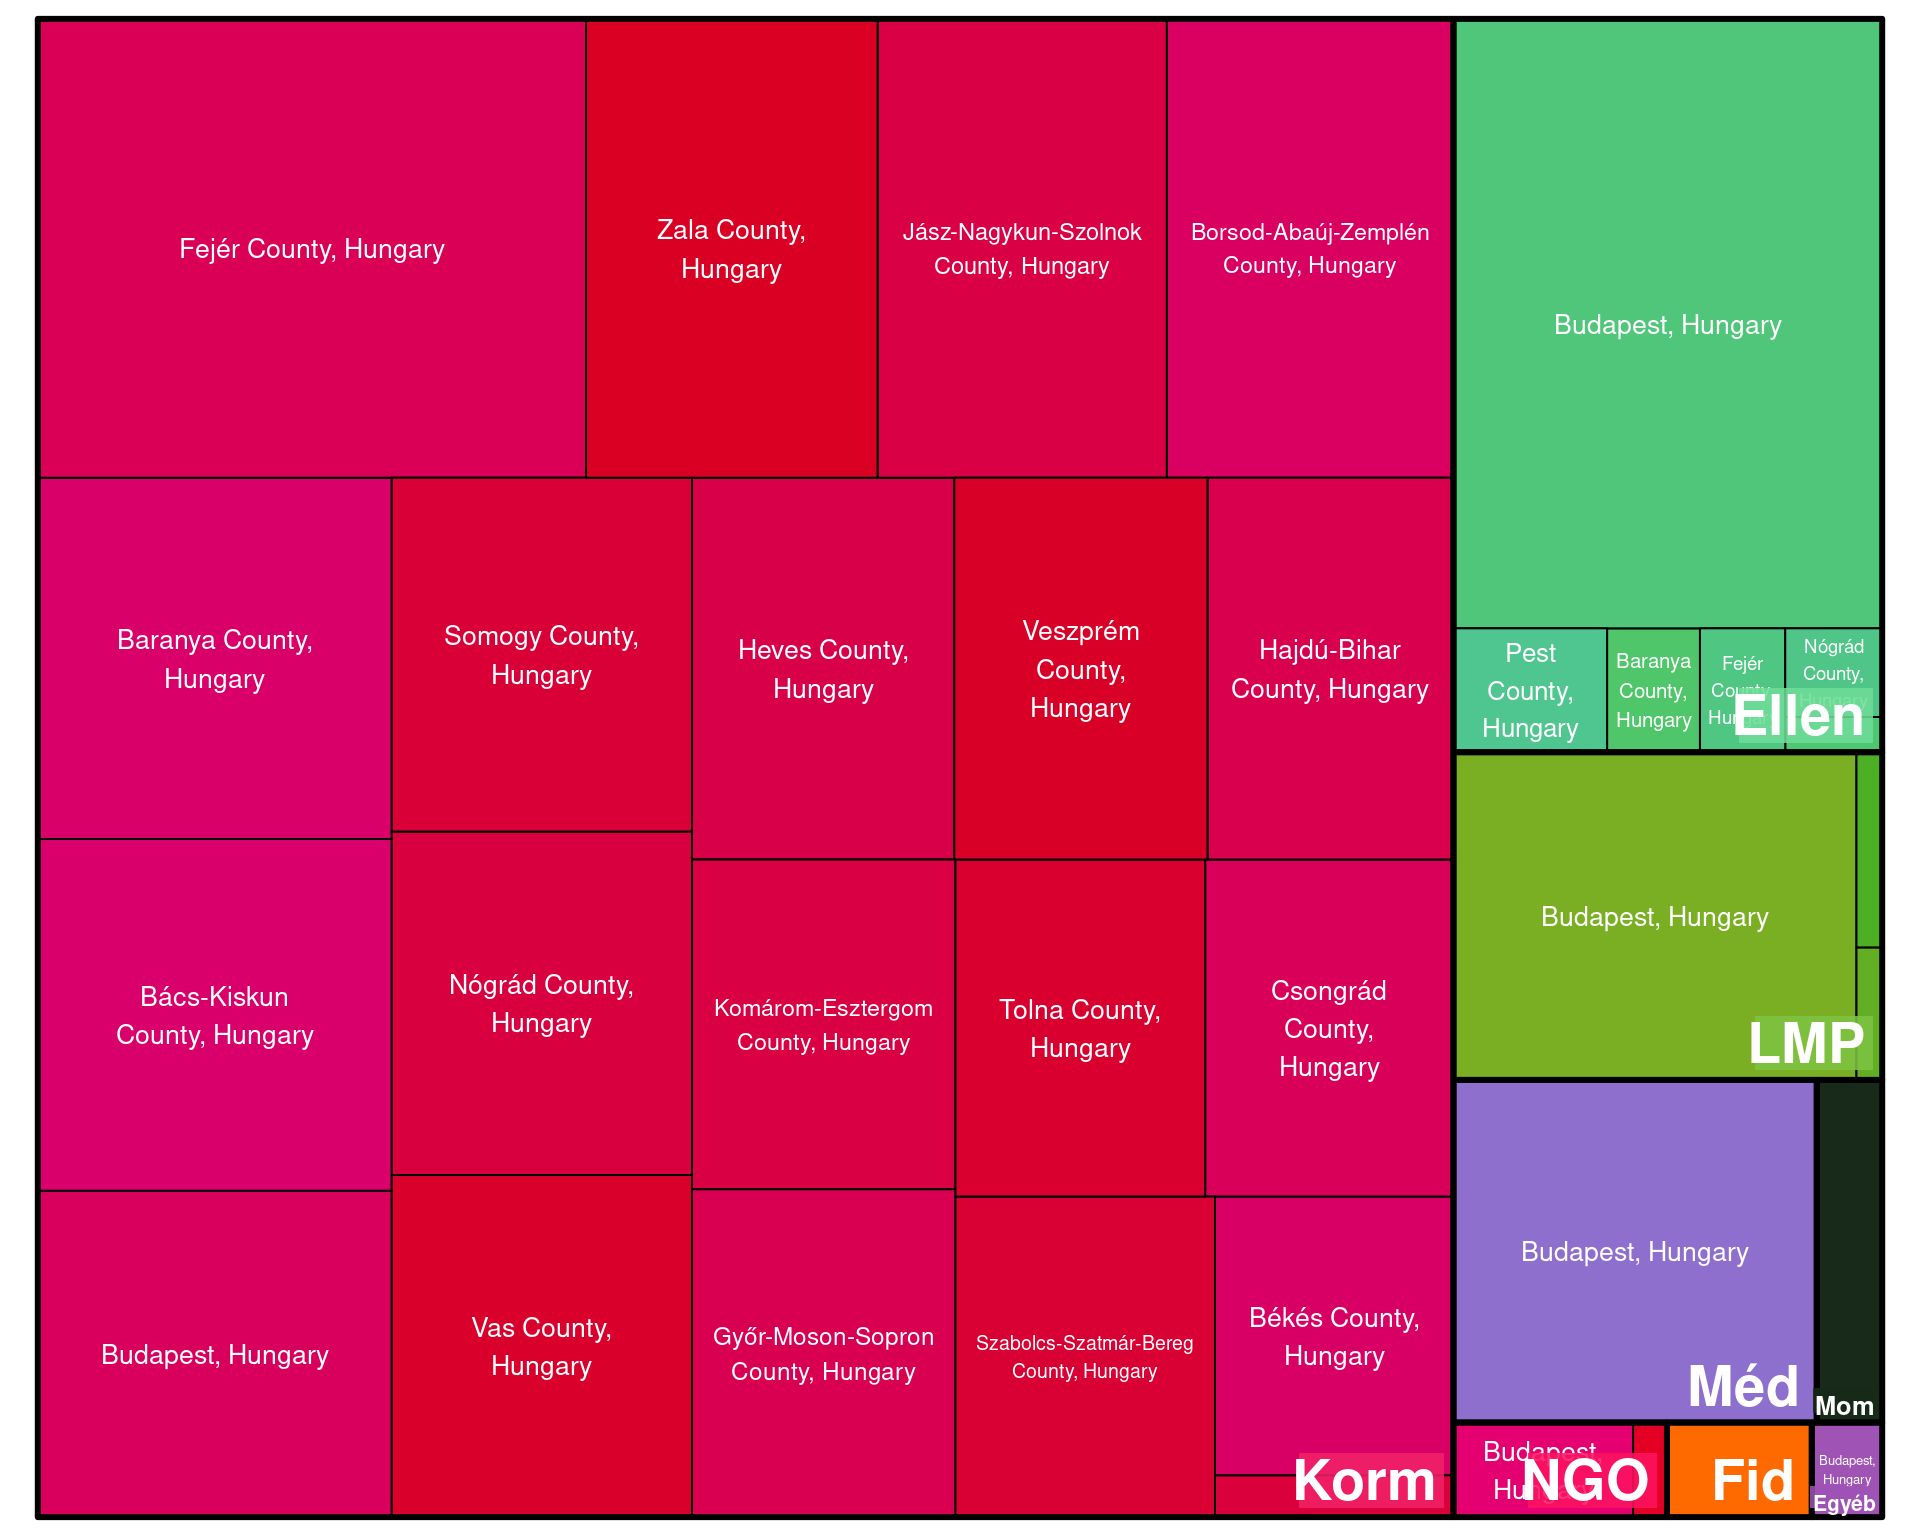 Fejér County, Hungary
Zala County,
Hungary
Jász-Nagykun-Szolnok
County, Hungary
Borsod-Abaúj-Zemplén
County, Hungary
Baranya County,
Hungary
Somogy County,
Hungary
Heves County,
Hungary
Veszprém
County,
Hungary
Hajdú-Bihar
County, Hungary
Bács-Kiskun
County, Hungary
Nógrád County,
Hungary
Komárom-Esztergom
County, Hungary
Tolna County,
Hungary
Csongrád
County,
Hungary
Budapest, Hungary
Vas County,
Hungary
Győr-Moson-Sopron
County, Hungary
Szabolcs-Szatmár-Bereg
County, Hungary
Békés County,
Hungary
Korm
Budapest, Hungary
Pest
County,
Hungary
Baranya
County,
Hungary
Fejér
County,
Nógrád
County,
Hungary
Ellen
Budapest, Hungary
LMP
Budapest, Hungary
Méd
Mom
Budapest,
NGO
Fid
Budapest,
Hungary
Egyéb